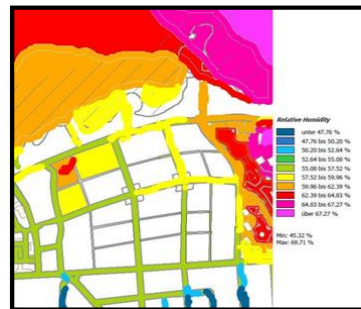 Relative Humidity
unter 47.76 %
47.76 bis 50.20 %
50.20 bis 52.64 %
52.64 bis 55.08 %
55.08 bis 57.52 %
57.52 bis 59.96 %
59.96 bis 62.39 %
62.39 bis 64.83 %
64.83 bis 67.27 %
über 67.27 %
Min: 45.32 %
Max: 69.71 %